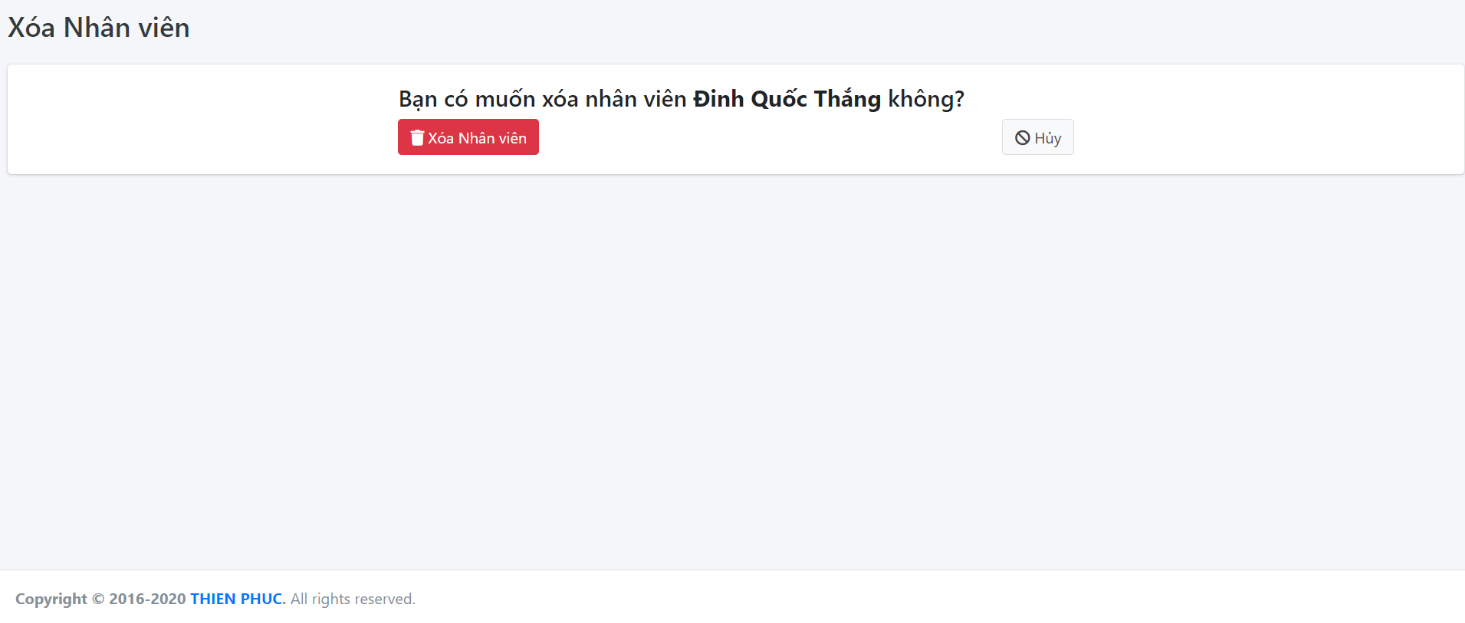 Xóa Nhân viên
Bạn có muốn xóa nhân viên Đinh Quốc Thắng không?
Xóa Nhân viên
Hủy
Copyright © 2016-2020 THIEN PHUC. All rights reserved.